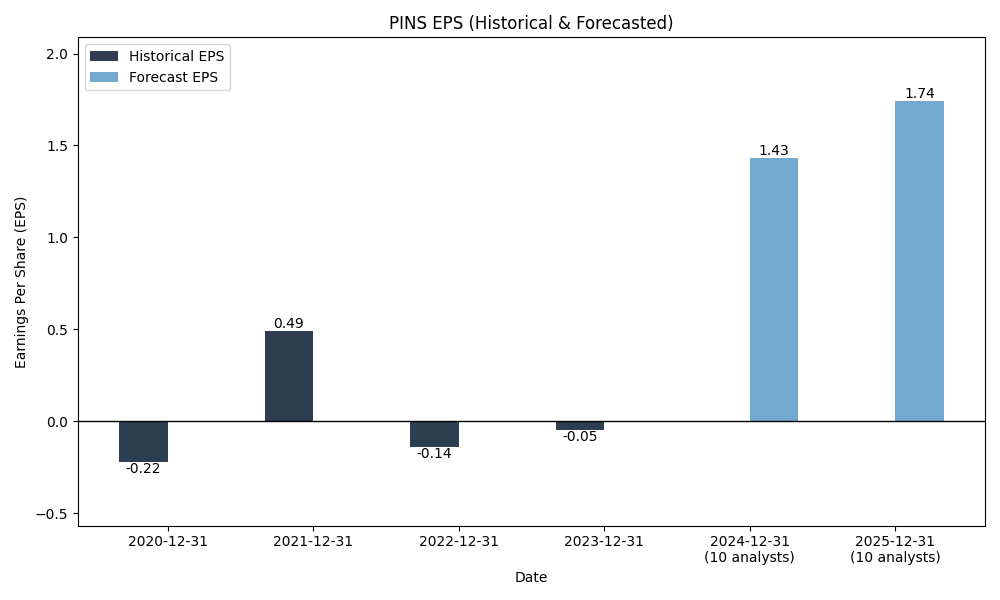 PINS EPS (Historical & Forecasted)
Historical EPS
Forecast EPS
Earnings Per Share (EPS)
2.0
1.5
1.0
0.5
0.0
−0.5
-0.22
0.49
-0.14
-0.05
1.43
1.74
2020-12-31
2021-12-31
2022-12-31
2023-12-31
2024-12-31
(10 analysts)
2025-12-31
(10 analysts)
Date